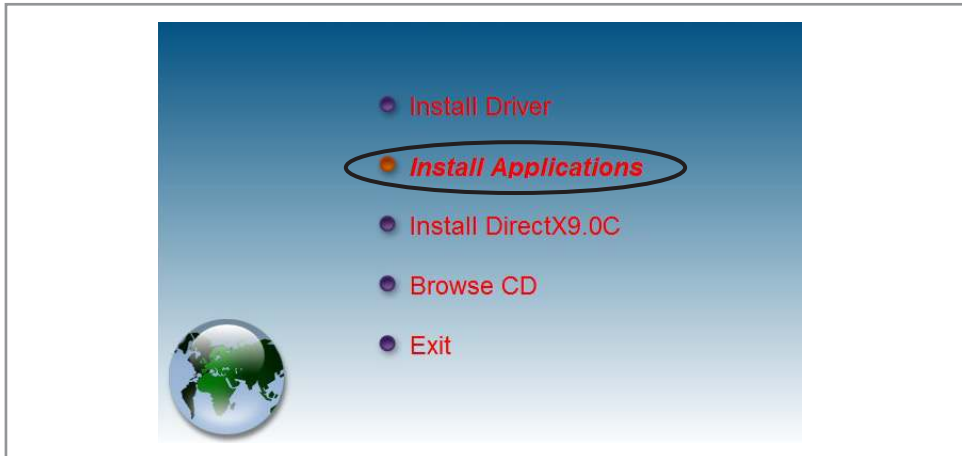 Install Driver
Install Applications
Install DirectX9.0C
Browse CD
Exit